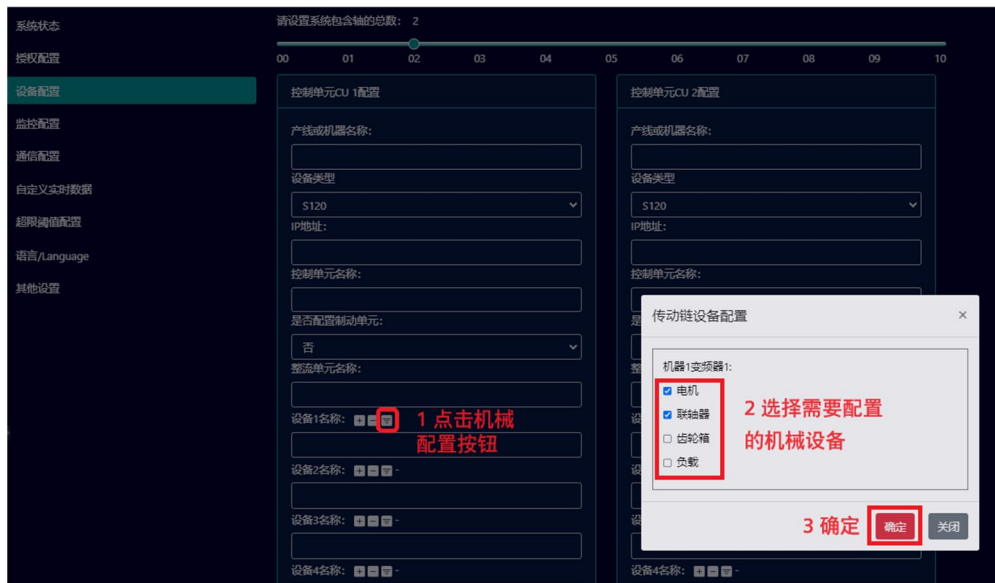 系统状态
授权配置
设备配置
监控配置
通信配置
自定义实时数据
超限阈值配置
语言/Language
其他设置
请设置系统包含轴的总数: 2
00 01 02 03 04 05 06 07 08 09 10
控制单元CU 1配置
产线或机器名称:
设备类型
S120
IP地址:
控制单元名称:
是否配置制动单元:
否
整流单元名称:
设备1名称:
1 点击机械
配置按钮
设备2名称: -
设备3名称: -
设备4名称: -
控制单元CU 2配置
产线或机器名称:
设备类型
S120
IP地址:
控制单元名称:
是
整
设
设
设
设备4名称: -
传动链设备配置 ×
机器1变频器1:
电机
联轴器
齿轮箱
负载
2 选择需要配置
的机械设备
3 确定
确定 关闭